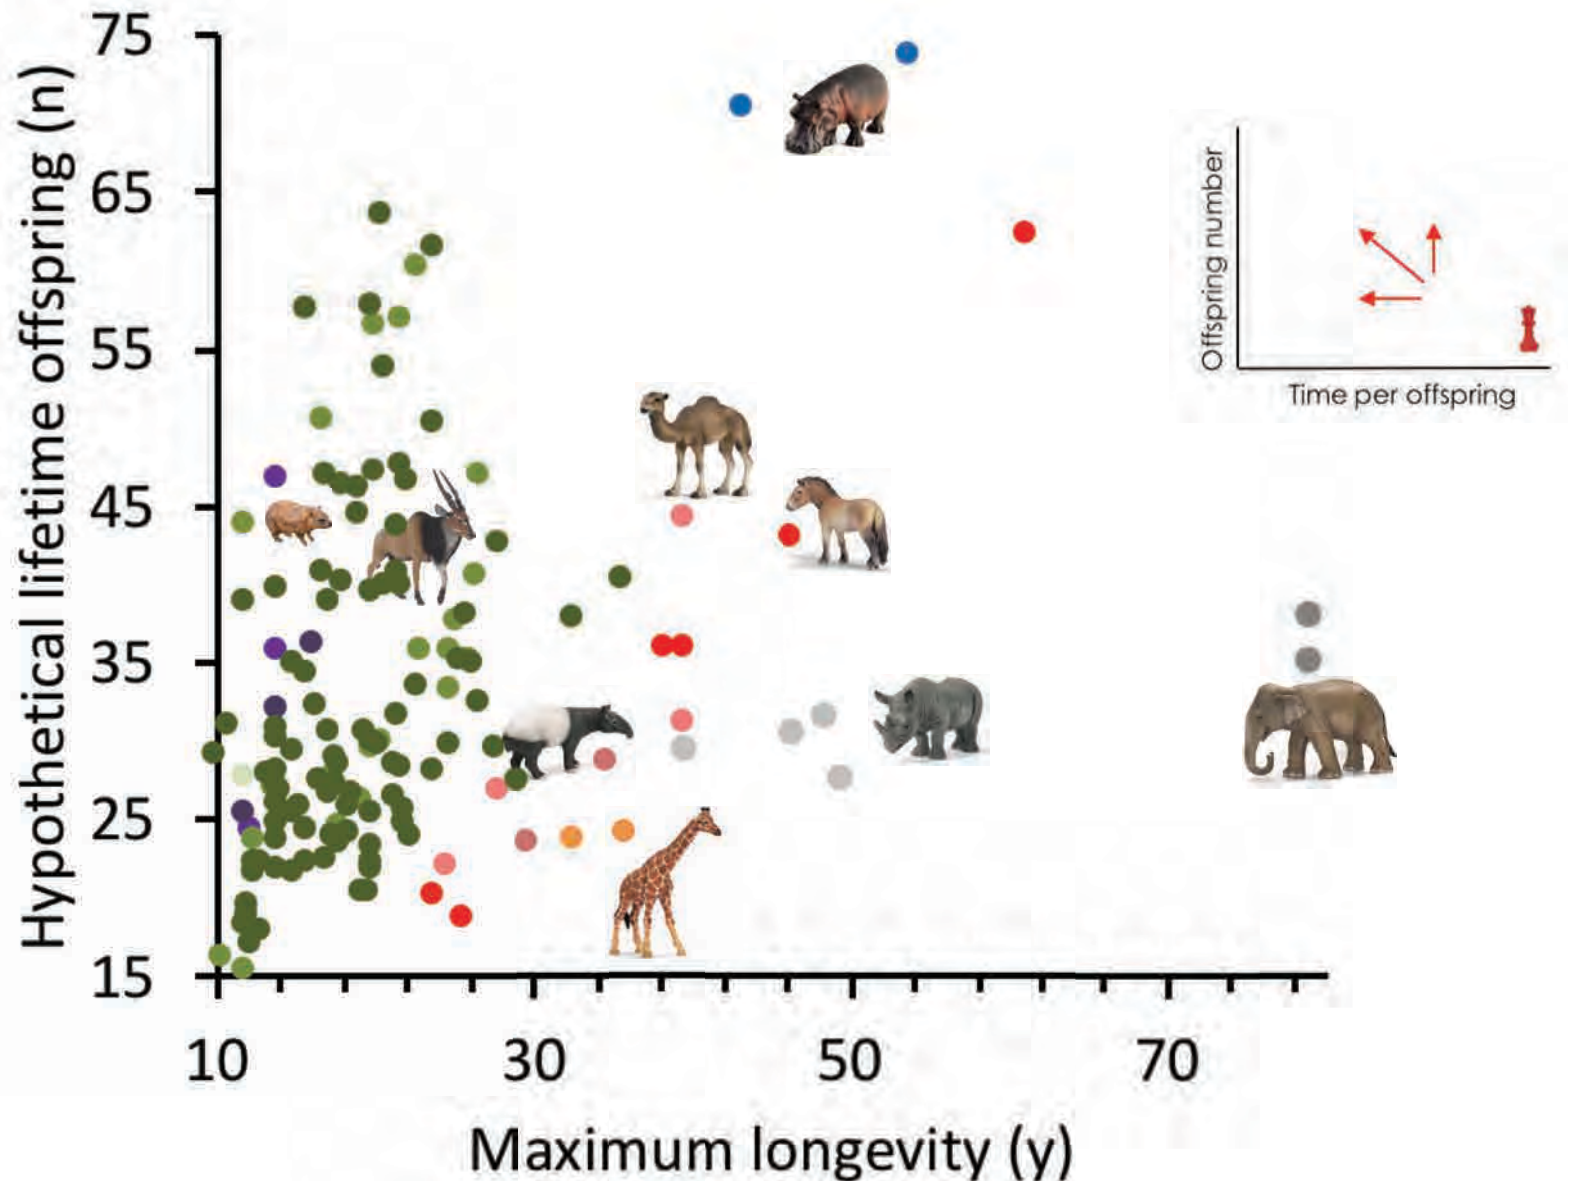 Hypothetical lifetime offspring (n)
75
65
55
45
35
25
15
10
30
50
70
Maximum longevity (y)
Offspring number
Time per offspring